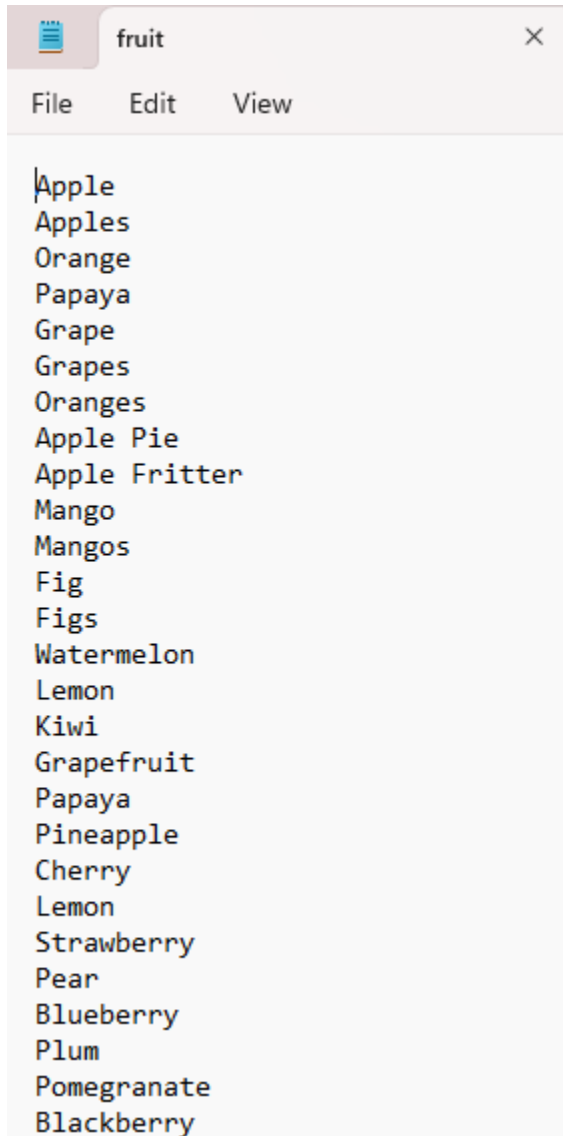 fruit
File Edit View
Apple
Apples
Orange
Papaya
Grape
Grapes
Oranges
Apple Pie
Apple Fritter
Mango
Mangos
Fig
Figs
Watermelon
Lemon
Kiwi
Grapefruit
Papaya
Pineapple
Cherry
Lemon
Strawberry
Pear
Blueberry
Plum
Pomegranate
Blackberry